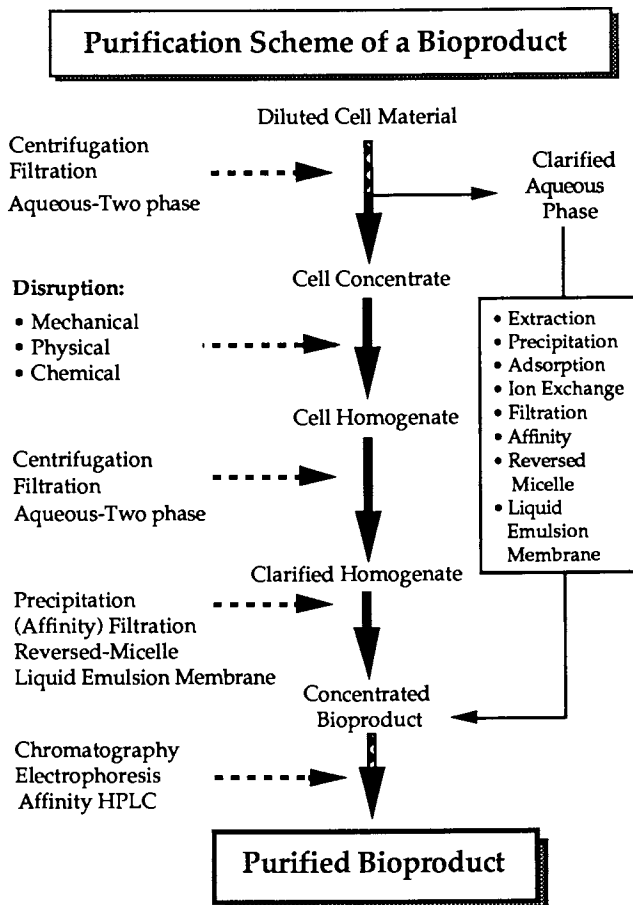 Purification Scheme of a Bioproduct
Diluted Cell Material
Centrifugation
Filtration
Aqueous-Two phase
Clarified
Aqueous
Phase
Cell Concentrate
Disruption:
• Mechanical
• Physical
• Chemical
• Extraction
• Precipitation
• Adsorption
• Ion Exchange
• Filtration
• Affinity
• Reversed
Micelle
• Liquid
Emulsion
Membrane
Cell Homogenate
Centrifugation
Filtration
Aqueous-Two phase
Clarified Homogenate
Precipitation
(Affinity) Filtration
Reversed-Micelle
Liquid Emulsion Membrane
Concentrated
Bioproduct
Chromatography
Electrophoresis
Affinity HPLC
Purified Bioproduct